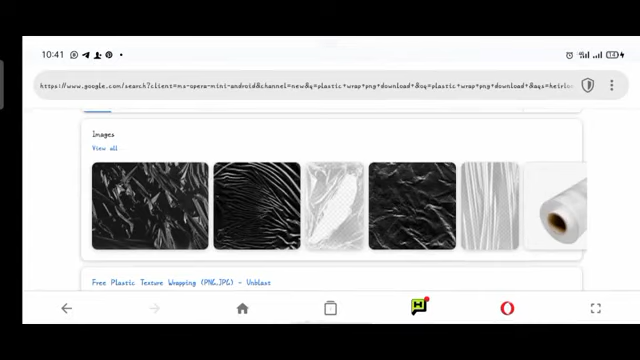 10:41
https://www.google.com/search?client=ms-opera-mini-android&channel=new&q=plastic+wrap+png+download+&oq=plastic+wrap+png+download+&aqs=heirlo
Images
View all
Free Plastic Texture Wrapping (PNG,JPG) - Unblast